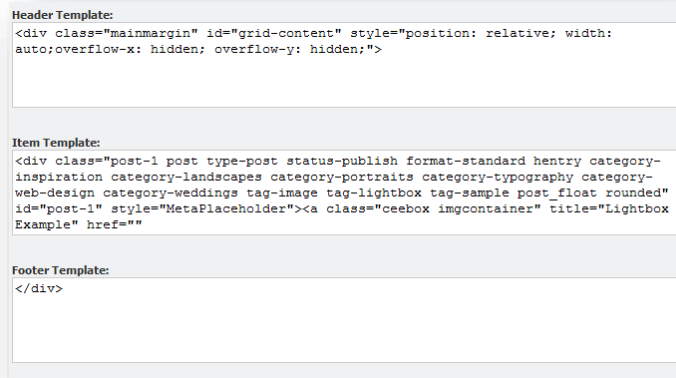 Header Template:
<div class="mainmargin" id="grid-content" style="position: relative; width:
auto;overflow-x: hidden; overflow-y: hidden;">
Item Template:
<div class="post-1 post type-post status-publish format-standard hentry category-
inspiration category-landscapes category-portraits category-typography category-
web-design category-weddings tag-image tag-lightbox tag-sample post_float rounded"
id="post-1" style="MetaPlaceholder"><a class="ceebox imgcontainer" title="Lightbox
Example" href=""
Footer Template:
</div>